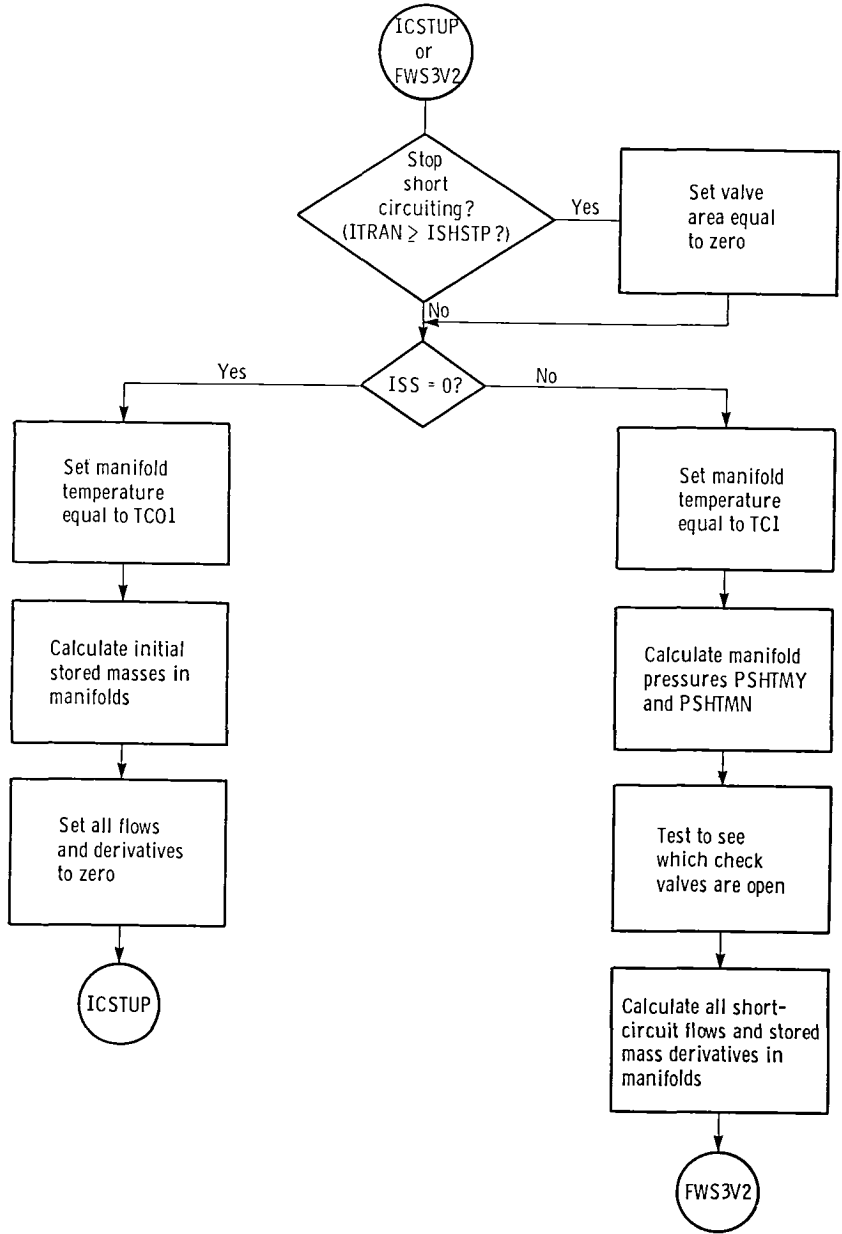 ICSTUP
or
FWS3V2
Stop
short
circuiting?
(ITRAN ≥ ISHSTP?)
Yes
Set valve
area equal
to zero
No
ISS = 0?
Yes
No
Set manifold
temperature
equal to TCO1
Calculate initial
stored masses in
manifolds
Set all flows
and derivatives
to zero
ICSTUP
Set manifold
temperature
equal to TC1
Calculate manifold
pressures PSHTMY
and PSHTMN
Test to see
which check
valves are open
Calculate all short-
circuit flows and stored
mass derivatives in
manifolds
FWS3V2